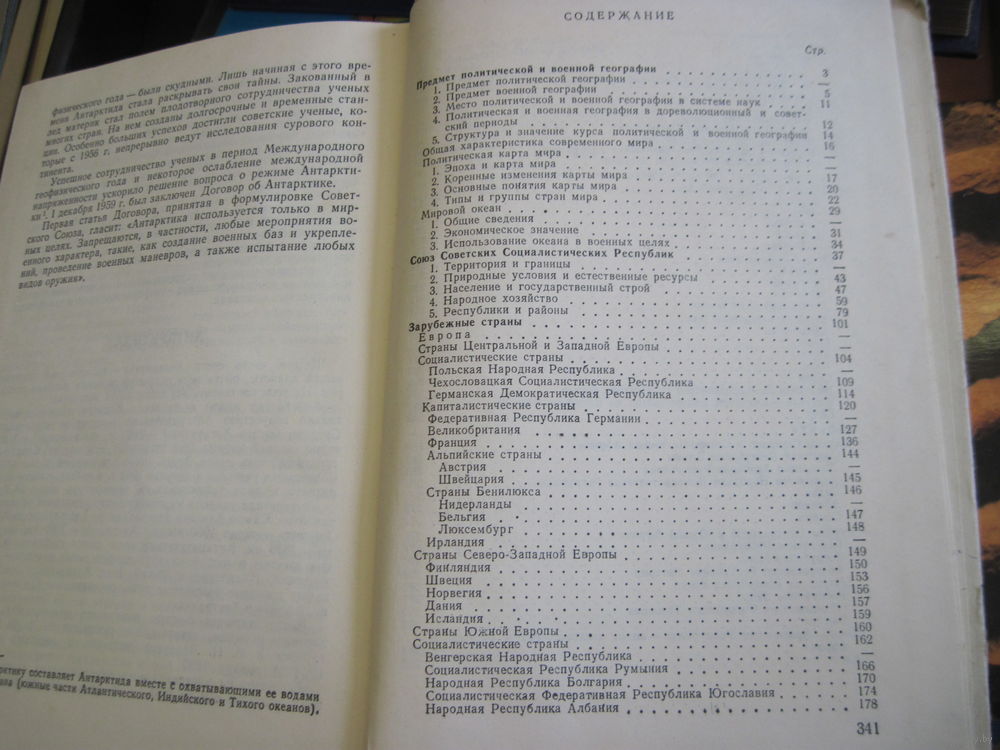 физического года — были скудными. Лишь начиная с этого вре-
мени Антарктида стала раскрывать свои тайны. Закованный в
лед материк стал полем плодотворного сотрудничества ученых
многих стран. На нем созданы долгосрочные и временные стан-
ции. Особенно больших успехов достигли советские ученые, ко-
торые с 1956 г. непрерывно ведут исследования сурового кон-
тинента.
Успешное сотрудничество ученых в период Международного
геофизического года и некоторое ослабление международной
напряженности ускорило решение вопроса о режиме Антаркти-
ки¹. 1 декабря 1959 г. был заключен Договор об Антарктике.
Первая статья Договора, принятая в формулировке Совет-
ского Союза, гласит: «Антарктика используется только в мир-
ных целях. Запрещаются, в частности, любые мероприятия во-
енного характера, такие, как создание военных баз и укрепле-
ний, проведение военных маневров, а также испытание любых
видов оружия».
рктику составляет Антарктида вместе с охватывающими ее водами
(южные части Атлантического, Индийского и Тихого океанов).
СОДЕРЖАНИЕ
Стр.
Предмет политической и военной географии 3
1. Предмет политической географии —
2. Предмет военной географии 5
3. Место политической и военной географии в системе наук 11
4. Политическая и военная география в дореволюционный и совет-
ский периоды 12
5. Структура и значение курса политической и военной географии 14
Общая характеристика современного мира 16
Политическая карта мира —
1. Эпоха и карта мира —
2. Коренные изменения карты мира 17
3. Основные понятия карты мира 20
4. Типы и группы стран мира 22
Мировой океан 29
1. Общие сведения —
2. Экономическое значение 31
3. Использование океана в военных целях 34
Союз Советских Социалистических Республик 37
1. Территория и границы —
2. Природные условия и естественные ресурсы 43
3. Население и государственный строй 47
4. Народное хозяйство 59
5. Республики и районы 79
Зарубежные страны 101
Европа —
Страны Центральной и Западной Европы —
Социалистические страны 104
Польская Народная Республика —
Чехословацкая Социалистическая Республика 109
Германская Демократическая Республика 114
Капиталистические страны 120
Федеративная Республика Германии —
Великобритания 127
Франция 136
Альпийские страны 144
Австрия —
Швейцария 145
Страны Бенилюкса 146
Нидерланды —
Бельгия 147
Люксембург 148
Ирландия —
Страны Северо-Западной Европы 149
Финляндия 150
Швеция 153
Норвегия 156
Дания 157
Исландия 159
Страны Южной Европы 160
Социалистические страны 162
Венгерская Народная Республика —
Социалистическая Республика Румыния 166
Народная Республика Болгария 170
Социалистическая Федеративная Республика Югославия 174
Народная Республика Албания 178
341